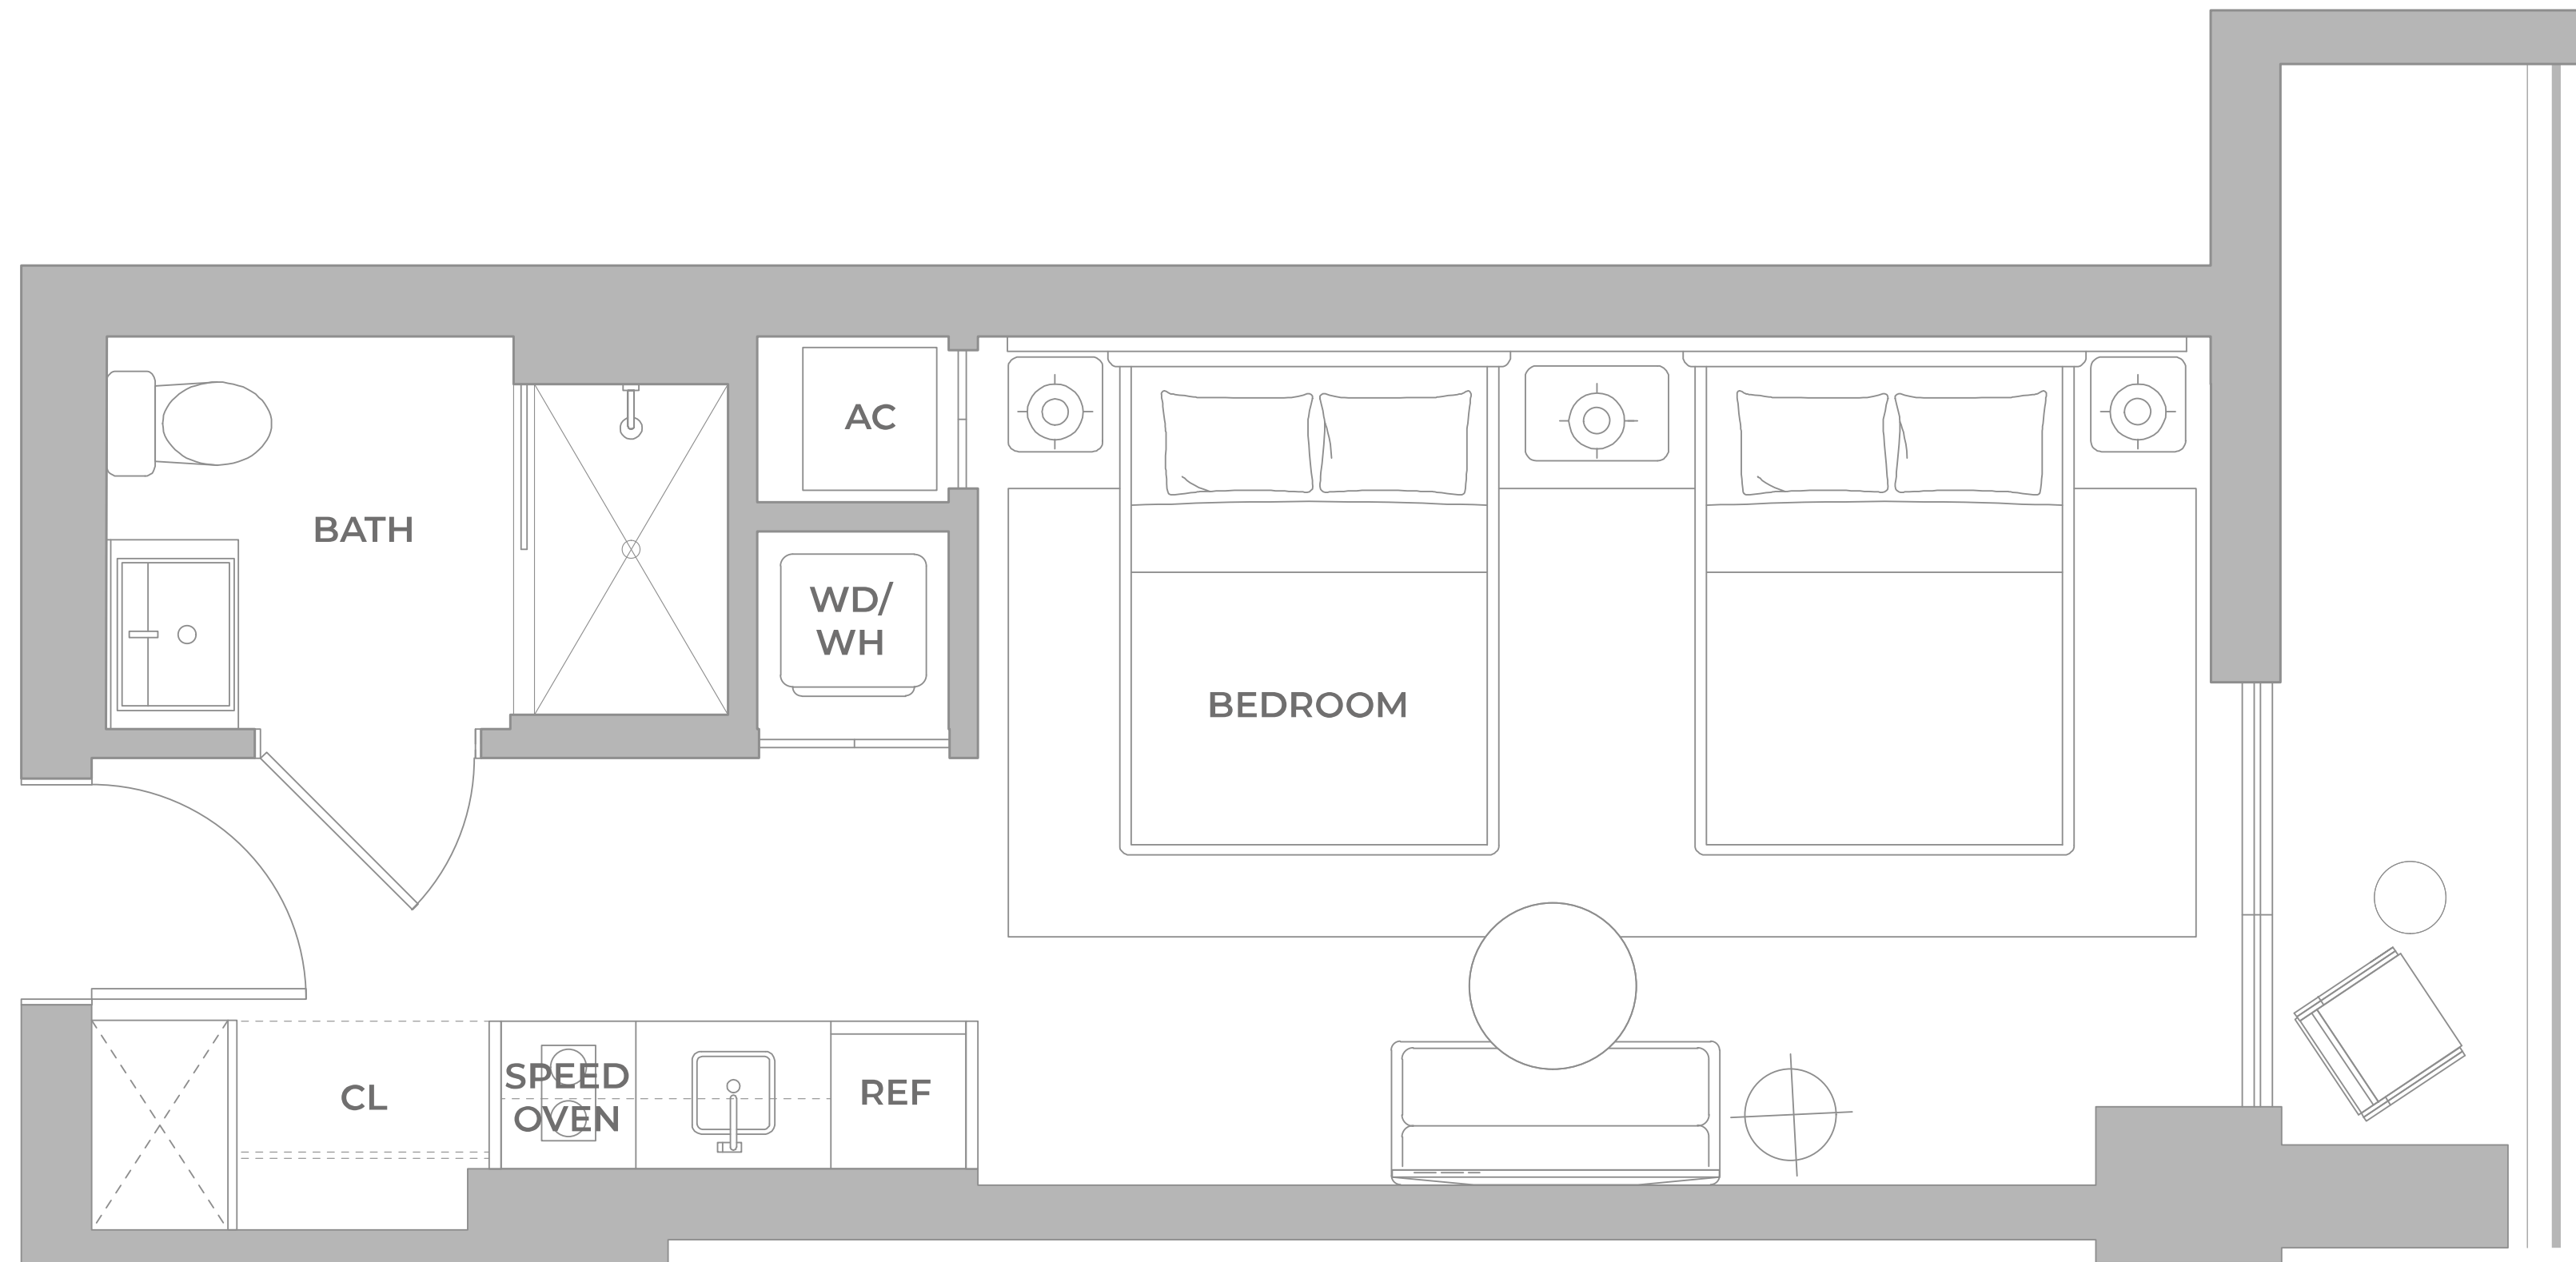 AC
BATH
WD/
WH
BEDROOM
CL
SPEED
OVEN
REF